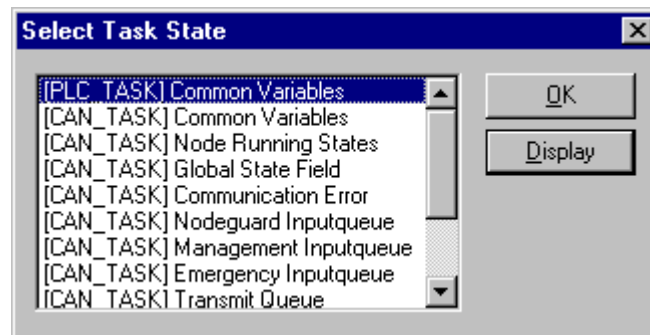 Select Task State
[PLC_TASK] Common Variables
[CAN_TASK] Common Variables
[CAN_TASK] Node Running States
[CAN_TASK] Global State Field
[CAN_TASK] Communication Error
[CAN_TASK] Nodeguard Inputqueue
[CAN_TASK] Management Inputqueue
[CAN_TASK] Emergency Inputqueue
[CAN_TASK] Transmit Queue
OK
Display